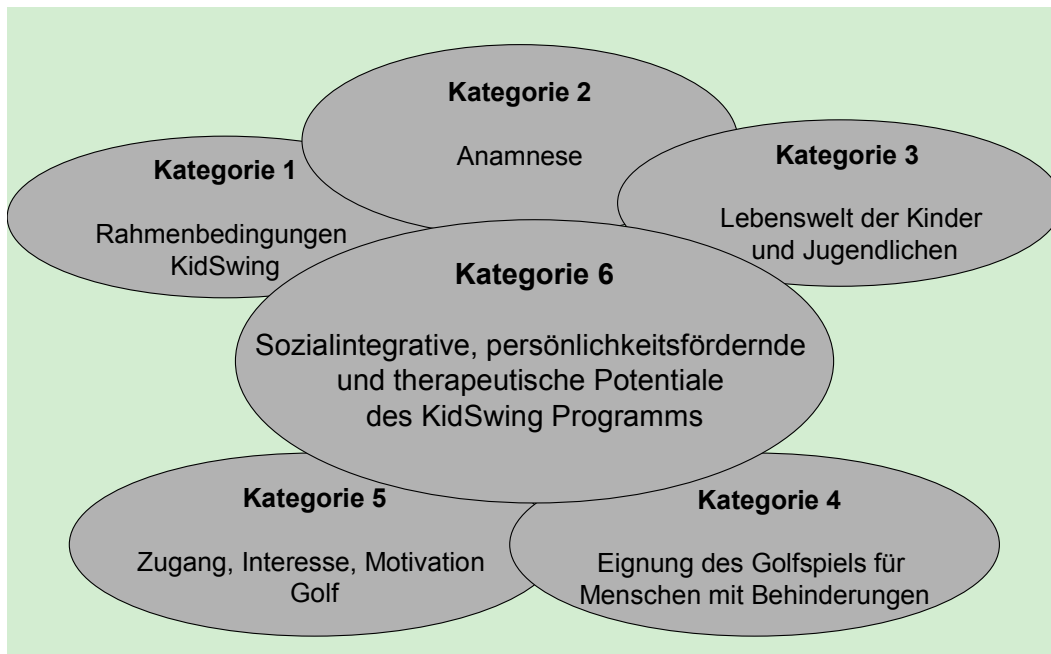 Kategorie 1
Rahmenbedingungen
KidSwing
Kategorie 2
Anamnese
Kategorie 3
Lebenswelt der Kinder
und Jugendlichen
Kategorie 6
Sozialintegrative, persönlichkeitsfördernde
und therapeutische Potentiale
des KidSwing Programms
Kategorie 5
Zugang, Interesse, Motivation
Golf
Kategorie 4
Eignung des Golfspiels für
Menschen mit Behinderungen